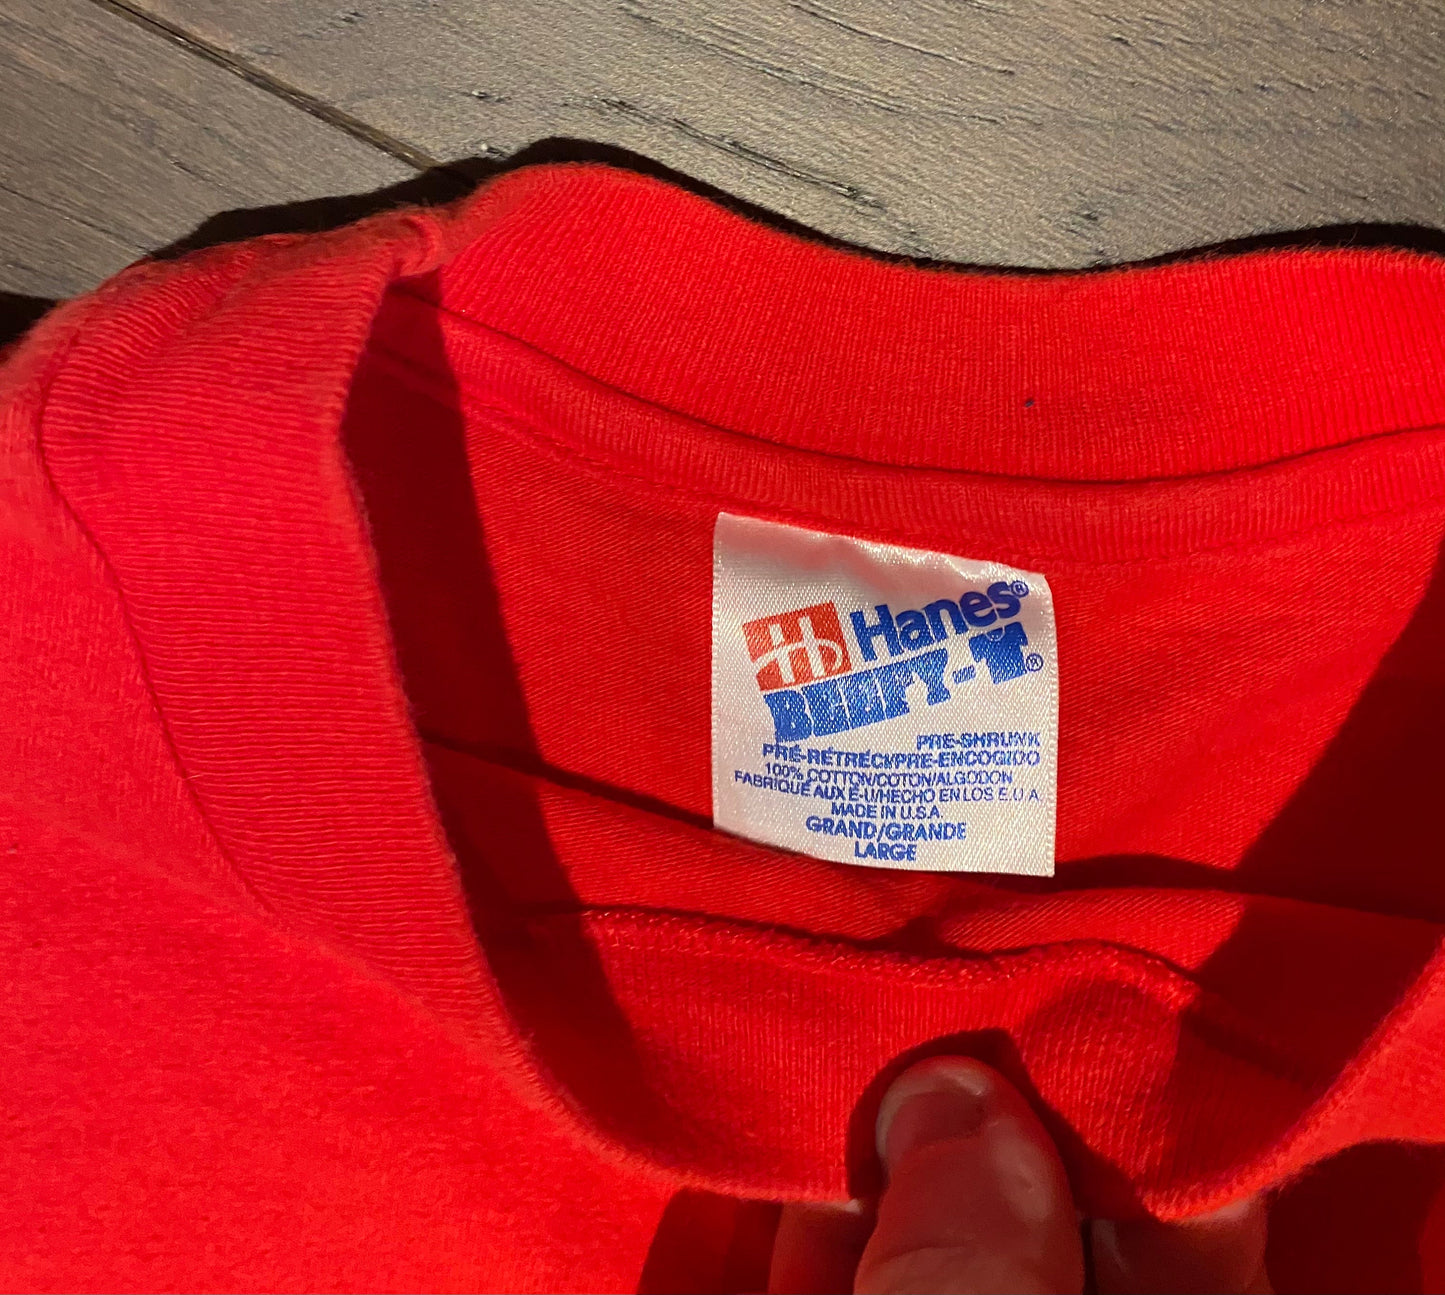 Hanes®
BEEFY-T®
PRE-SHRUNK
PRÉ-RÉTRÉCI/PRE-ENCOGIDO
100% COTTON/COTON/ALGODON
FABRIQUÉ AUX É-U/HECHO EN LOS E.U.A
MADE IN U.S.A.
GRAND/GRANDE
LARGE